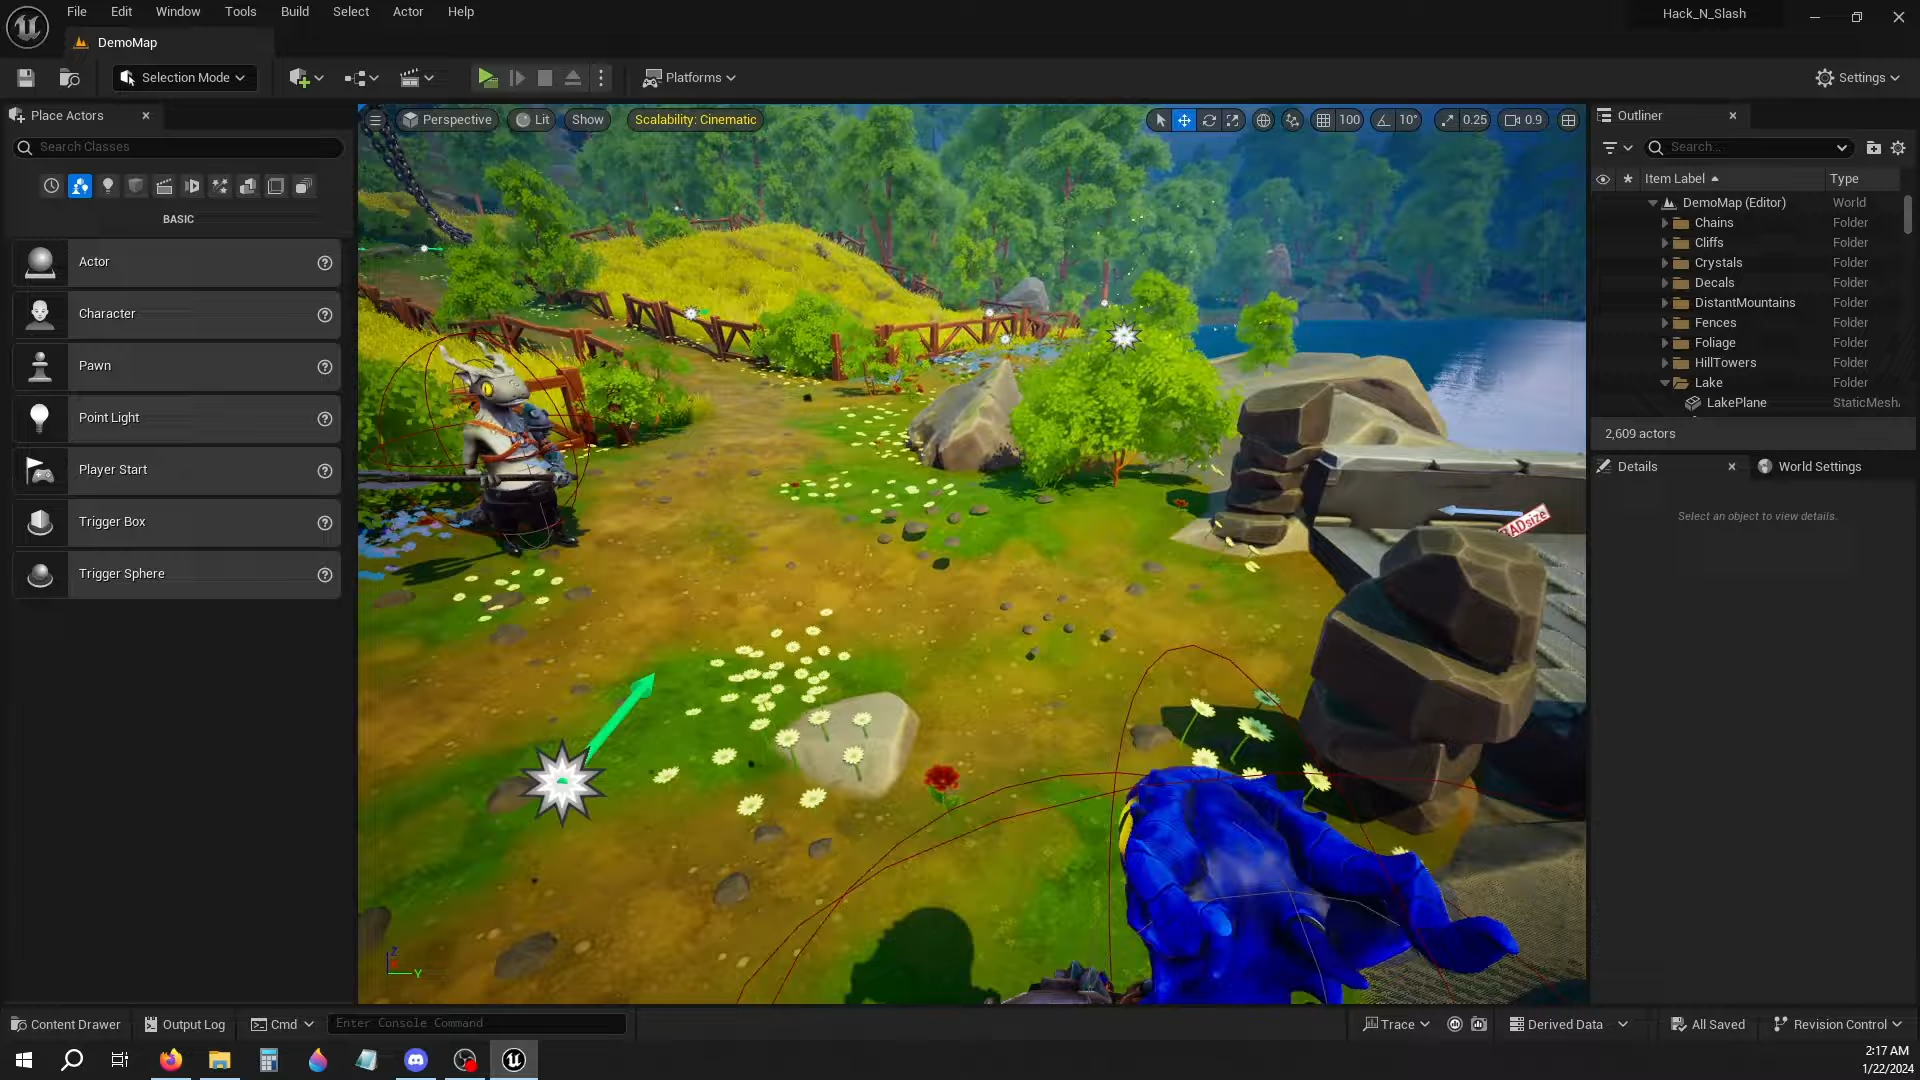 File Edit Window Tools Build Select Actor Help
Hack_N_Slash
DemoMap
Selection Mode
Platforms
Settings
Place Actors
Search Classes
BASIC
Actor
Character
Pawn
Point Light
Player Start
Trigger Box
Trigger Sphere
Perspective
Lit
Show
Scalability: Cinematic
100
10°
0.25
0.9
ADsize
Z
Y
Outliner
Search...
Item Label Type
DemoMap (Editor) World
Chains Folder
Cliffs Folder
Crystals Folder
Decals Folder
DistantMountains Folder
Fences Folder
Foliage Folder
HillTowers Folder
Lake Folder
LakePlane StaticMesh
2,609 actors
Details
World Settings
Select an object to view details.
Content Drawer
Output Log
Cmd
Enter Console Command
Trace
Derived Data
All Saved
Revision Control
2:17 AM
1/22/2024